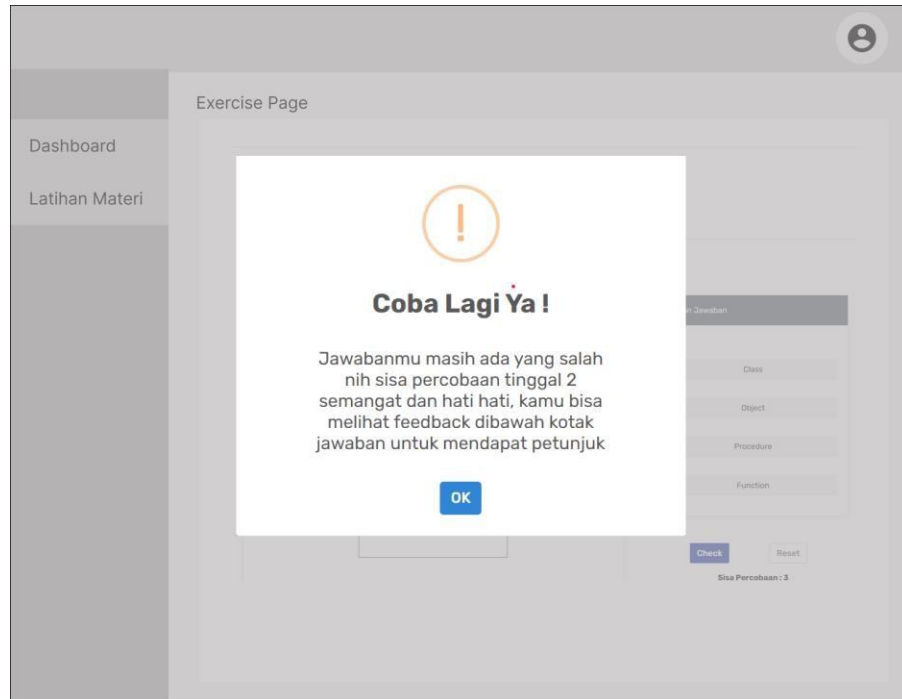 Exercise Page
Dashboard
Latihan Materi
Coba Lagi Ya !
Jawabanmu masih ada yang salah
nih sisa percobaan tinggal 2
semangat dan hati hati, kamu bisa
melihat feedback dibawah kotak
jawaban untuk mendapat petunjuk
OK
Jawaban
Class
Object
Procedure
Function
Check Reset
Sisa Percobaan : 3